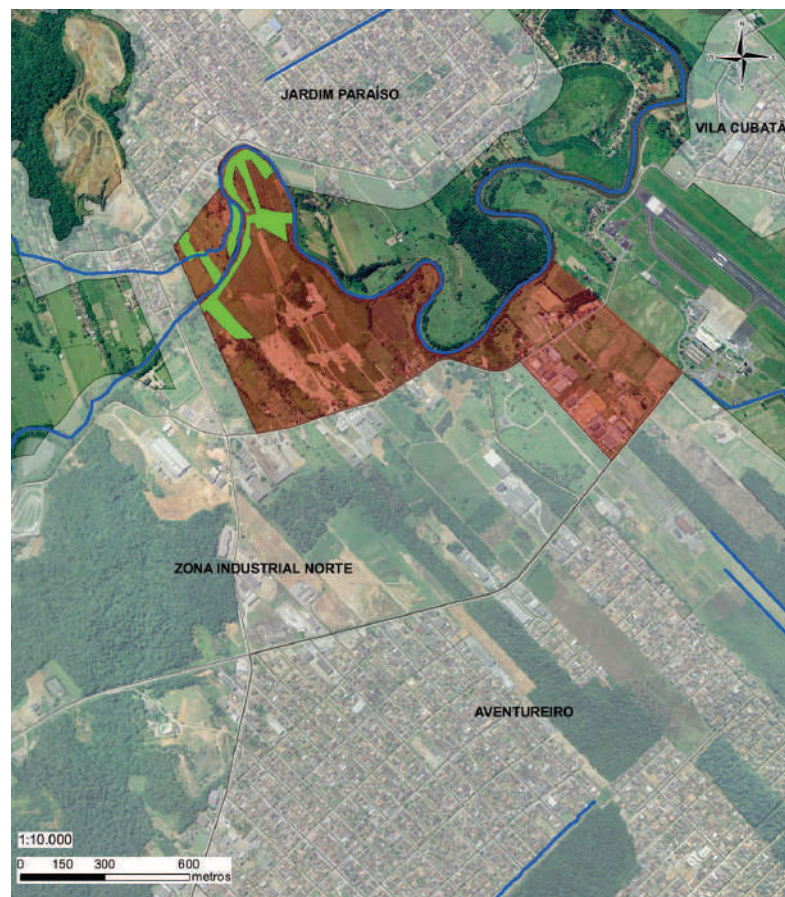 N
JARDIM PARAÍSO
VILA CUBATÃ
ZONA INDUSTRIAL NORTE
AVENTUREIRO
1:10.000
0 150 300 600
metros